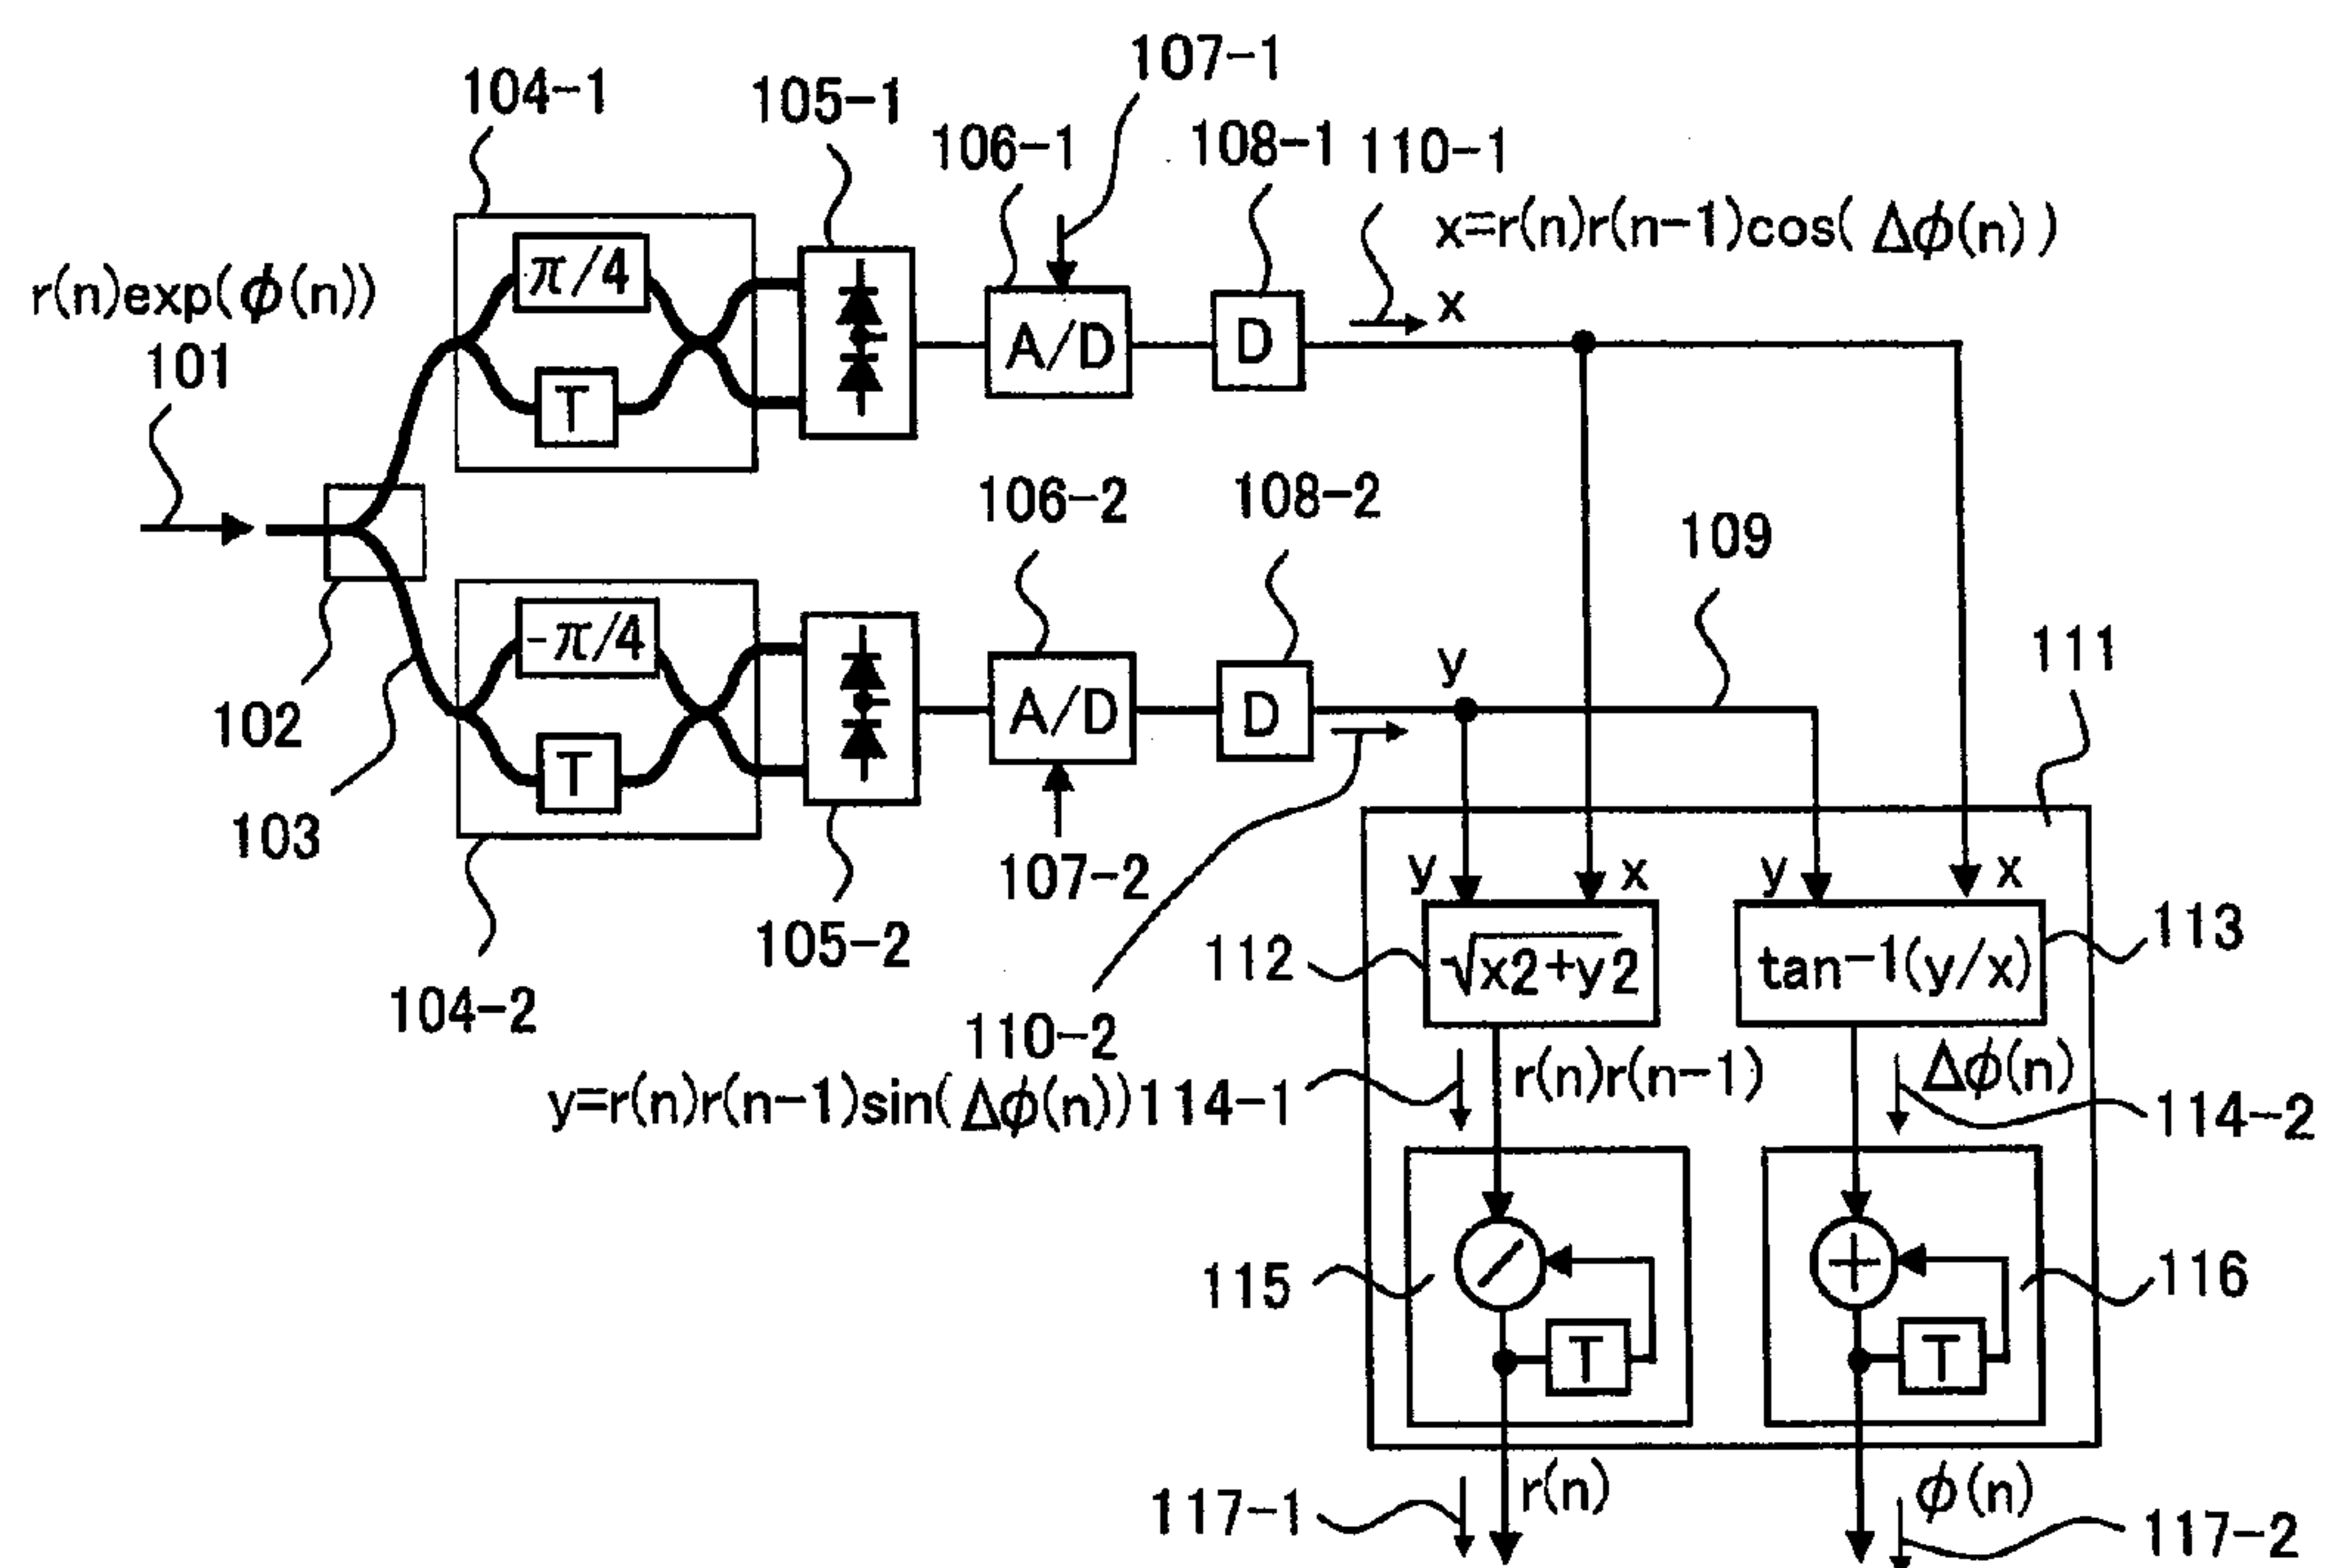 107-1
104-1
105-1
106-1
108-1
110-1
x=r(n)r(n-1)cos(Δϕ(n))
r(n)exp(ϕ(n))
π/4
x
101
A/D
D
T
106-2
108-2
109
-π/4
y
111
102
A/D
D
T
103
107-2
y
x
y
x
105-2
112
√x2+y2
tan-1(y/x)
113
104-2
110-2
r(n)r(n-1)
Δϕ(n)
y=r(n)r(n-1)sin(Δϕ(n))
114-1
114-2
115
/
+
116
T
T
117-1
r(n)
ϕ(n)
117-2